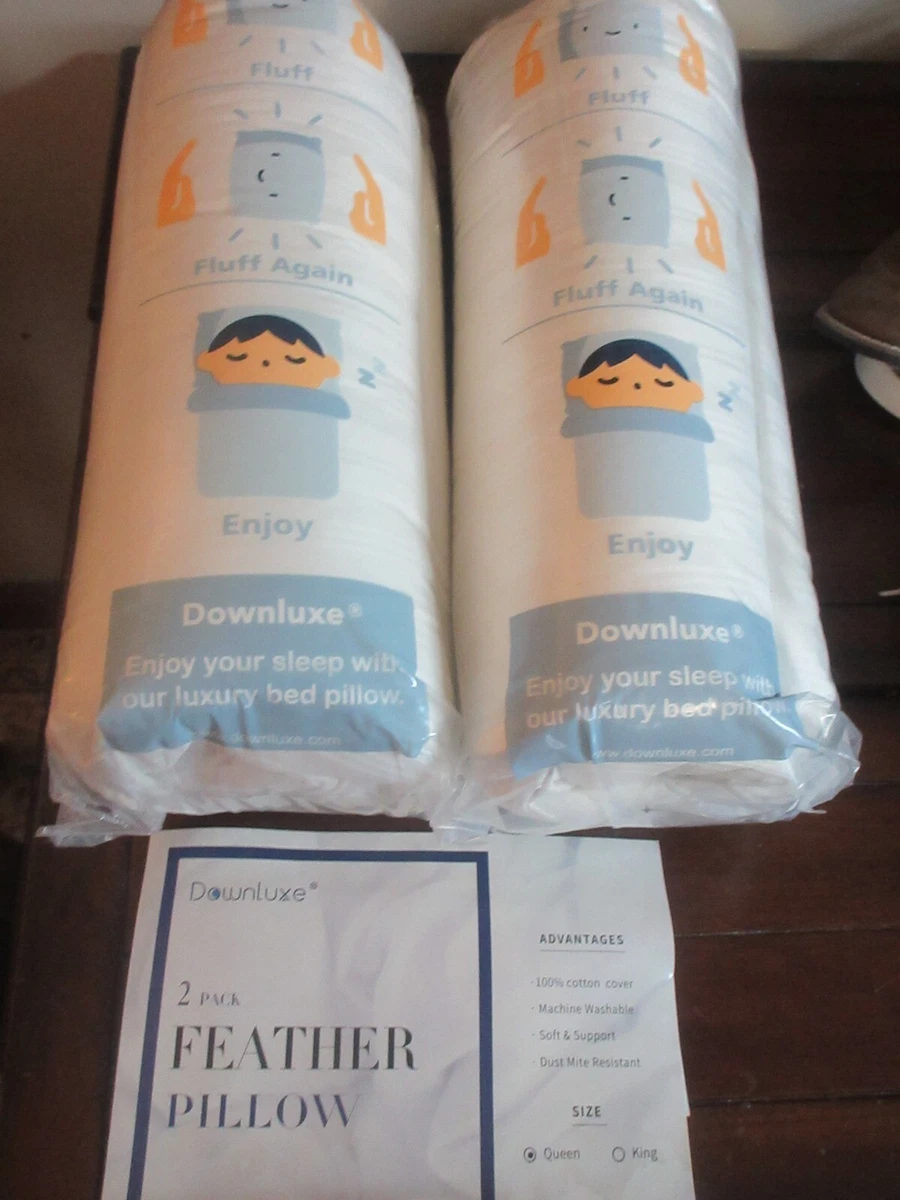 Fluff
Fluff Again
z
z
Enjoy
Downluxe®
Enjoy your sleep with
our luxury bed pillow.
downluxe.com
Fluff
Fluff Again
z
z
Enjoy
Downluxe®
Enjoy your sleep with
our luxury bed pillow.
www.downluxe.com
Downluxe®
2 PACK
FEATHER
PILLOW
ADVANTAGES
· 100% cotton cover
· Machine Washable
· Soft & Support
· Dust Mite Resistant
SIZE
Queen King